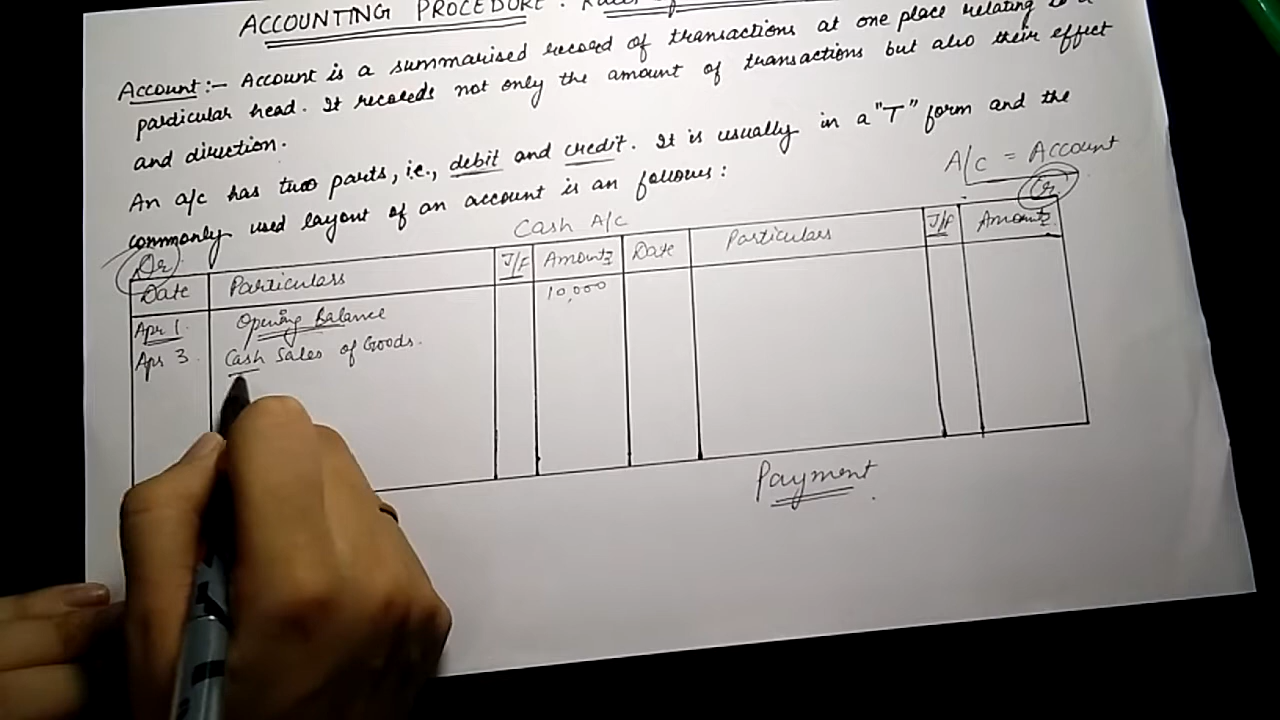 ACCOUNTING PROCEDURE :
Account :- Account is a summarised record of transactions at one place relating to a
particular head. It records not only the amount of transactions but also their effect
and direction.
An a/c has two parts, i.e., debit and credit. It is usually in a "T" form and the
commonly used layout of an account is an follows :
A/c = Account
Cash A/c
Dr Cr
Date Particulars J/F Amount₹ Date Particulars J/F Amount₹
Apr 1. Opening Balance 10,000
Apr 3. Cash Sales of Goods.
Payment.